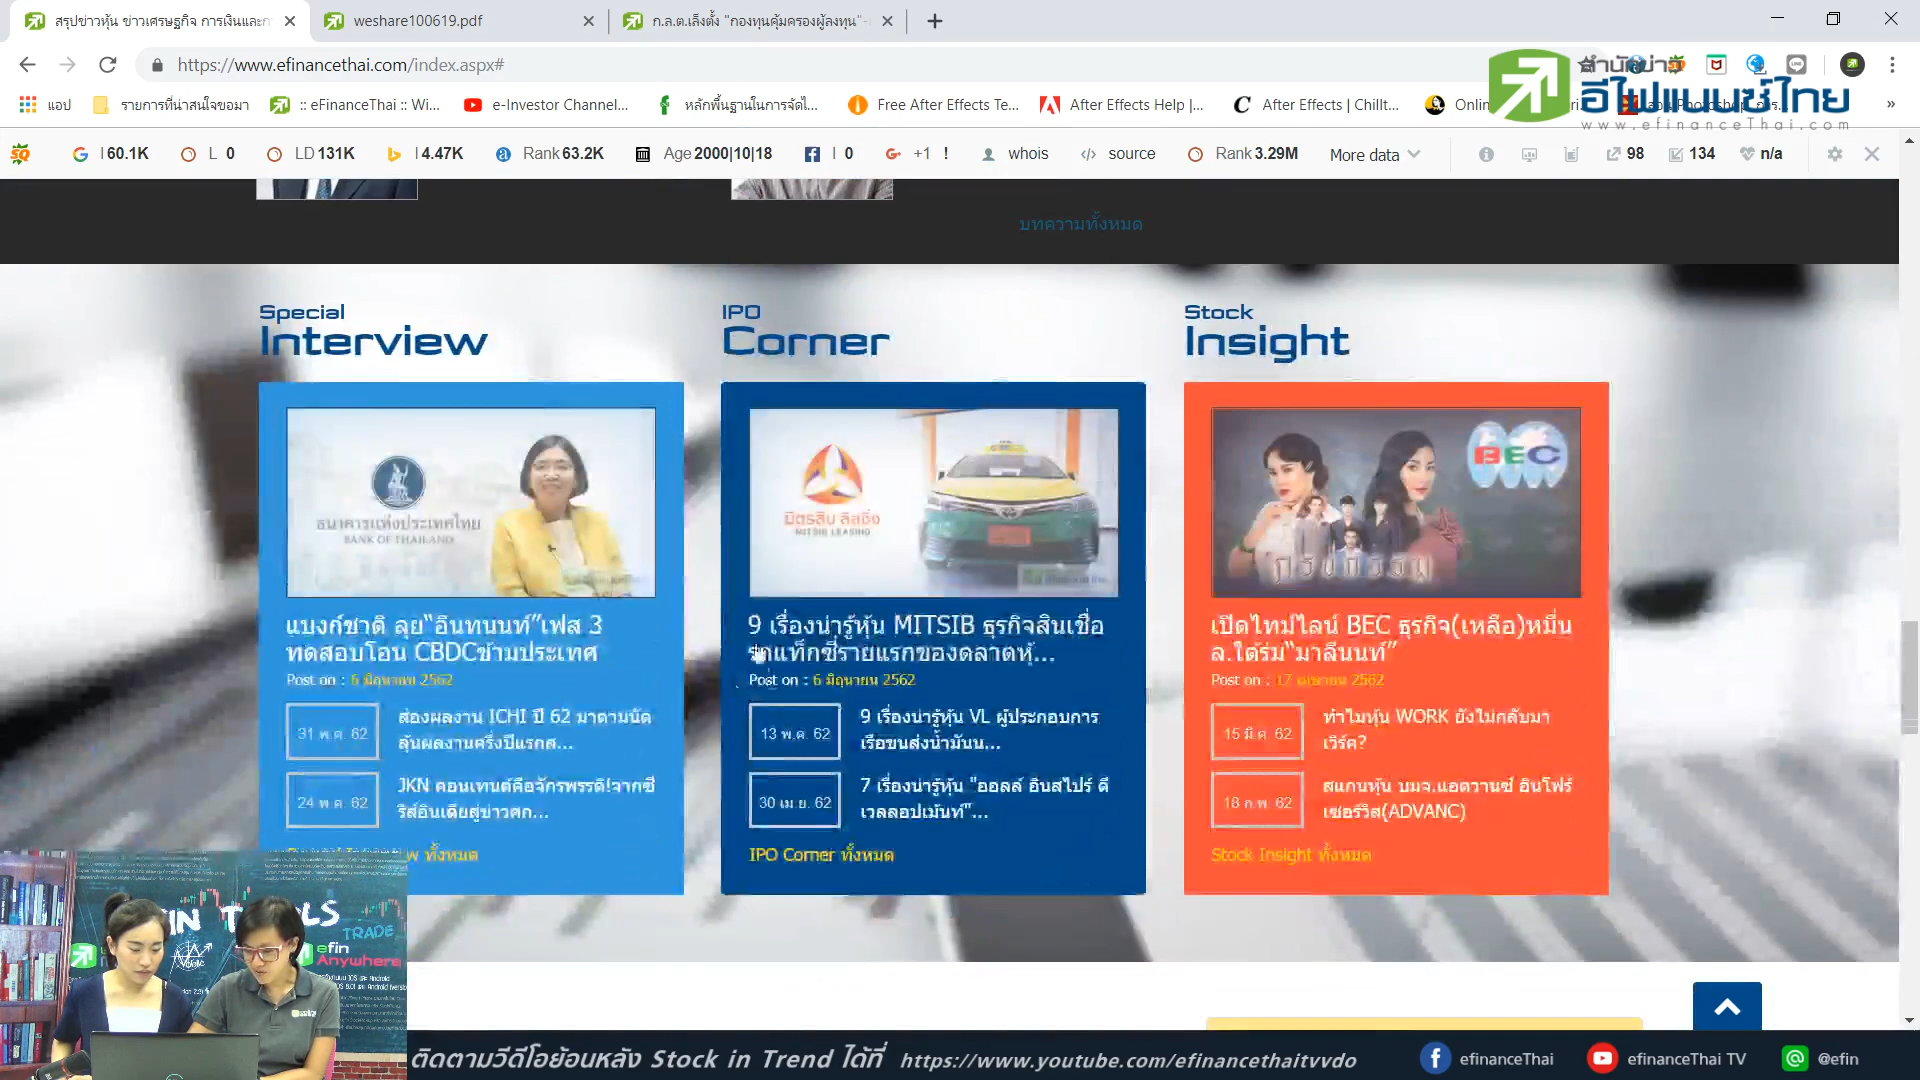 สรุปข่าวหุ้น ข่าวเศรษฐกิจ การเงินและก
weshare100619.pdf
ก.ล.ต.เล็งตั้ง "กองทุนคุ้มครองผู้ลงทุน"-
https://www.efinancethai.com/index.aspx#
สำนักข่าว
อีไฟแนนซ์ไทย
www.efinanceThai.com
แอป
รายการที่น่าสนใจขอมา
:: eFinanceThai :: Wi...
e-Investor Channel...
หลักพื้นฐานในการจัดไ...
Free After Effects Te...
After Effects Help |...
After Effects | Chillt...
I 60.1K
L 0
LD 131K
I 4.47K
Rank 63.2K
Age 2000|10|18
I 0
+1 !
whois
source
Rank 3.29M
More data
98
134
n/a
บทความทั้งหมด
Special
Interview
IPO
Corner
Stock
Insight
ธนาคารแห่งประเทศไทย
BANK OF THAILAND
มิตรสิบ ลีสซิ่ง
MITSIB LEASING
BEC
กรงกรรม
แบงก์ชาติ ลุย"อินทนนท์"เฟส 3
ทดสอบโอน CBDCข้ามประเทศ
Post on : 6 มิถุนายน 2562
31 พ.ค. 62
ส่องผลงาน ICHI ปี 62 มาตามนัด
ลุ้นผลงานครึ่งปีแรกส...
24 พ.ค. 62
JKN คอนเทนต์คือจักรพรรดิ!จากซี
รีส์อินเดียสู่ข่าวศก...
w ทั้งหมด
9 เรื่องน่ารู้หุ้น MITSIB ธุรกิจสินเชื่อ
รถแท็กซี่รายแรกของตลาดหุ้...
Post on : 6 มิถุนายน 2562
13 พ.ค. 62
9 เรื่องน่ารู้หุ้น VL ผู้ประกอบการ
เรือขนส่งน้ำมันน...
30 เม.ย. 62
7 เรื่องน่ารู้หุ้น "ออลล์ อินสไปร์ ดี
เวลลอปเม้นท์"...
IPO Corner ทั้งหมด
เปิดไทม์ไลน์ BEC ธุรกิจ(เหลือ)หมื่น
ล.ใต้ร่ม"มาลีนนท์"
Post on : 17 เมษายน 2562
15 มี.ค. 62
ทำไมหุ้น WORK ยังไม่กลับมา
เวิร์ค?
18 ก.พ. 62
สแกนหุ้น บมจ.แอดวานซ์ อินโฟร์
เซอร์วิส(ADVANC)
Stock Insight ทั้งหมด
TRADE
efin
Anywhere
ติดตามวีดีโอย้อนหลัง Stock in Trend ได้ที่ https://www.youtube.com/efinancethaitvvdo
efinanceThai
efinanceThai TV
@efin